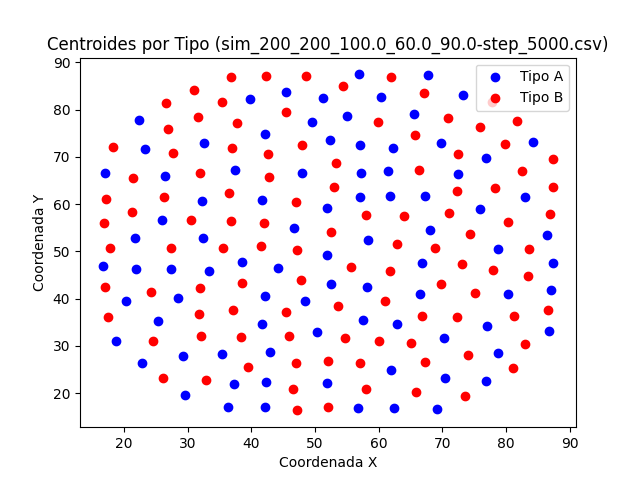 Centroides por Tipo (sim_200_200_100.0_60.0_90.0-step_5000.csv)
Tipo A
Tipo B
90
80
70
60
50
40
30
20
Coordenada Y
20 30 40 50 60 70 80 90
Coordenada X